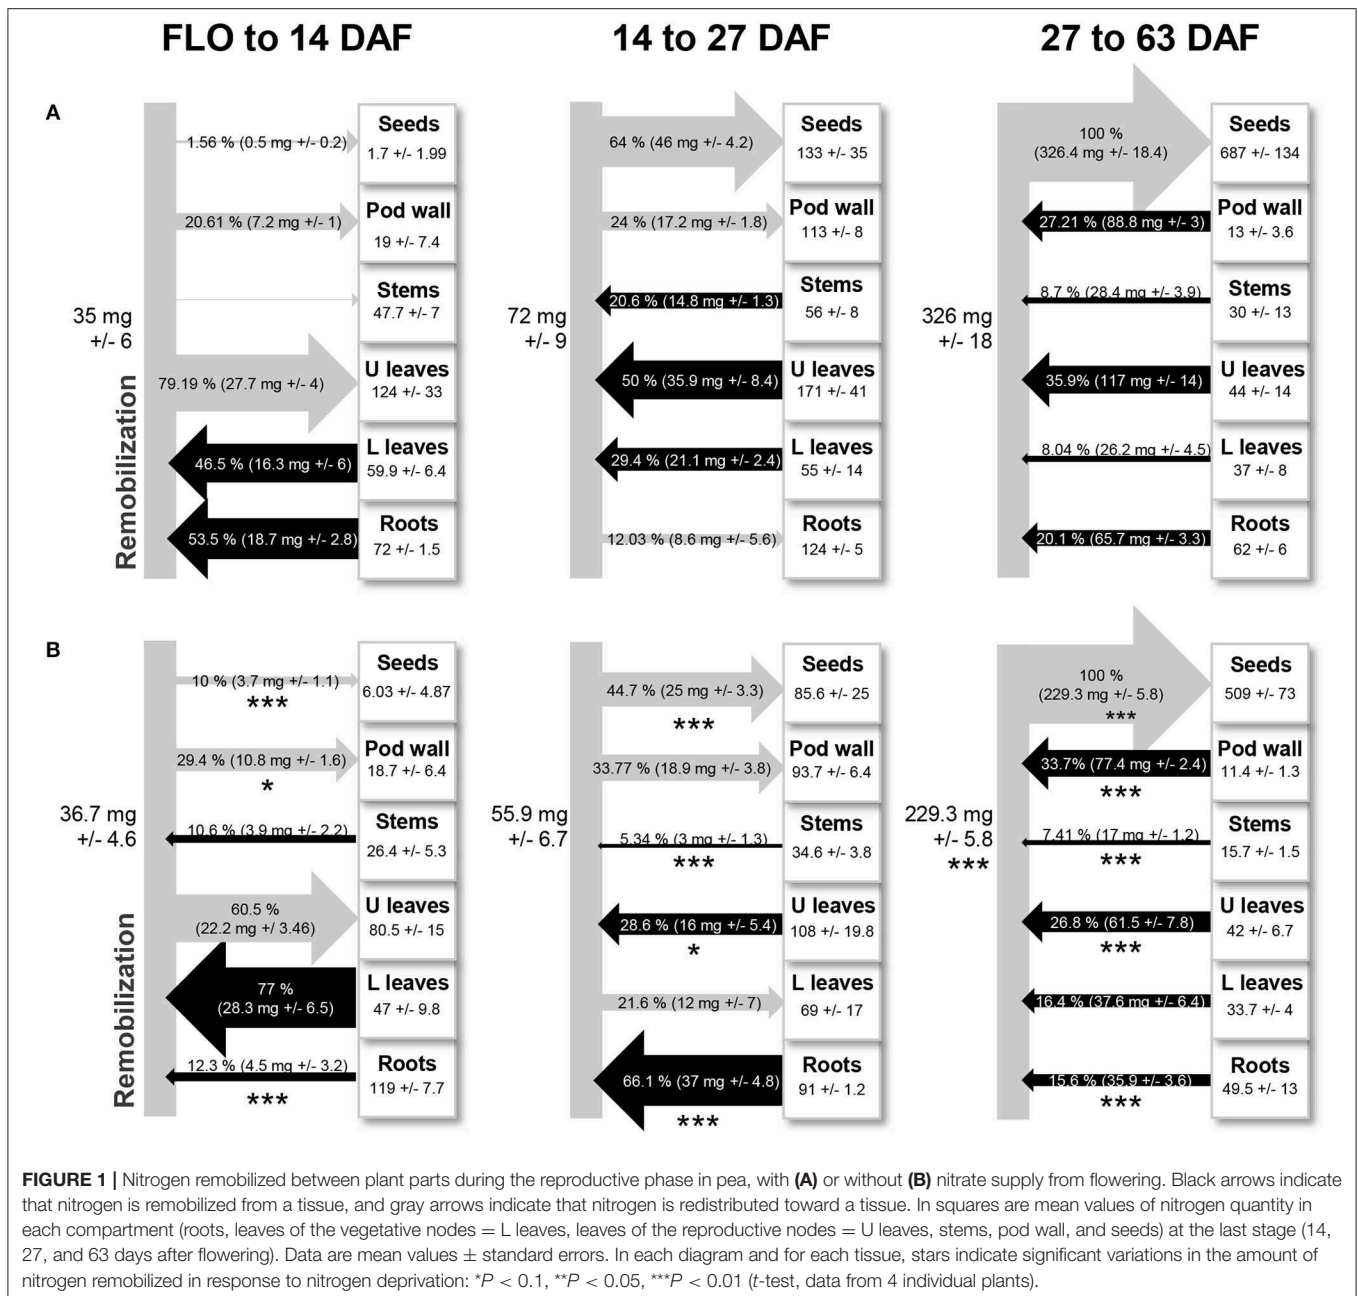 FLO to 14 DAF
14 to 27 DAF
27 to 63 DAF
A
35 mm
+/- 6
Remobilization
1.56 % (0.5 mg +/- 0.2)
Seeds
1.7 +/- 1.99
20.61 % (7.2 mg +/- 1)
Pod wall
19 +/- 7.4
Stems
47.7 +/- 7
79.19 % (27.7 mg +/- 4)
U leaves
124 +/- 33
46.5 % (16.3 mg +/- 6)
L leaves
59.9 +/- 6.4
53.5 % (18.7 mg +/- 2.8)
Roots
72 +/- 1.5
72 mg
+/- 9
64 % (46 mg +/- 4.2)
Seeds
133 +/- 35
24 % (17.2 mg +/- 1.8)
Pod wall
113 +/- 8
20.6 % (14.8 mg +/- 1.3)
Stems
56 +/- 8
50 % (35.9 mg +/- 8.4)
U leaves
171 +/- 41
29.4 % (21.1 mg +/- 2.4)
L leaves
55 +/- 14
12.03 % (8.6 mg +/- 5.6)
Roots
124 +/- 5
326 mg
+/- 18
100 %
(326.4 mg +/- 18.4)
Seeds
687 +/- 134
27.21 % (88.8 mg +/- 3)
Pod wall
13 +/- 3.6
8.7 % (28.4 mg +/- 3.9)
Stems
30 +/- 13
35.9% (117 mg +/- 14)
U leaves
44 +/- 14
8.04 % (26.2 mg +/- 4.5)
L leaves
37 +/- 8
20.1 % (65.7 mg +/- 3.3)
Roots
62 +/- 6
B
36.7 mg
+/- 4.6
Remobilization
10 % (3.7 mg +/- 1.1)
***
Seeds
6.03 +/- 4.87
29.4 % (10.8 mg +/- 1.6)
*
Pod wall
18.7 +/- 6.4
10.6 % (3.9 mg +/- 2.2)
Stems
26.4 +/- 5.3
60.5 %
(22.2 mg +/ 3.46)
U leaves
80.5 +/- 15
77 %
(28.3 mg +/- 6.5)
L leaves
47 +/- 9.8
12.3 % (4.5 mg +/- 3.2)
***
Roots
119 +/- 7.7
55.9 mg
+/- 6.7
44.7 % (25 mg +/- 3.3)
***
Seeds
85.6 +/- 25
33.77 % (18.9 mg +/- 3.8)
Pod wall
93.7 +/- 6.4
5.34 % (3 mg +/- 1.3)
***
Stems
34.6 +/- 3.8
28.6 % (16 mg +/- 5.4)
*
U leaves
108 +/- 19.8
21.6 % (12 mg +/- 7)
L leaves
69 +/- 17
66.1 % (37 mg +/- 4.8)
***
Roots
91 +/- 1.2
229.3 mg
+/- 5.8
***
100 %
(229.3 mg +/- 5.8)
***
Seeds
509 +/- 73
33.7% (77.4 mg +/- 2.4)
***
Pod wall
11.4 +/- 1.3
7.41 % (17 mg +/- 1.2)
***
Stems
15.7 +/- 1.5
26.8 % (61.5 +/- 7.8)
***
U leaves
42 +/- 6.7
16.4 % (37.6 mg +/- 6.4)
L leaves
33.7 +/- 4
15.6 % (35.9 +/- 3.6)
***
Roots
49.5 +/- 13
FIGURE 1 | Nitrogen remobilized between plant parts during the reproductive phase in pea, with (A) or without (B) nitrate supply from flowering. Black arrows indicate
that nitrogen is remobilized from a tissue, and gray arrows indicate that nitrogen is redistributed toward a tissue. In squares are mean values of nitrogen quantity in
each compartment (roots, leaves of the vegetative nodes = L leaves, leaves of the reproductive nodes = U leaves, stems, pod wall, and seeds) at the last stage (14,
27, and 63 days after flowering). Data are mean values ± standard errors. In each diagram and for each tissue, stars indicate significant variations in the amount of
nitrogen remobilized in response to nitrogen deprivation: *P < 0.1, **P < 0.05, ***P < 0.01 (t-test, data from 4 individual plants).